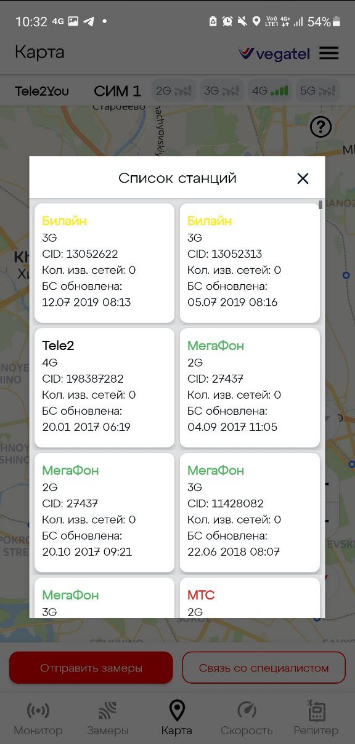 10:32 4G 54%
Карта vegatel
Tele2You СИМ 1 2G 3G 4G 5G
Список станций
Билайн
3G
CID: 13052622
Кол. изв. сетей: 0
БС обновлена:
12.07 2019 08:13
Билайн
3G
CID: 13052313
Кол. изв. сетей: 0
БС обновлена:
05.07 2019 08:16
Tele2
4G
CID: 198387282
Кол. изв. сетей: 0
БС обновлена:
20.01 2017 06:19
МегаФон
2G
CID: 27437
Кол. изв. сетей: 0
БС обновлена:
04.09 2017 11:05
МегаФон
2G
CID: 27437
Кол. изв. сетей: 0
БС обновлена:
20.10 2017 09:21
МегаФон
3G
CID: 11428082
Кол. изв. сетей: 0
БС обновлена:
22.06 2018 08:07
МегаФон
3G
МТС
2G
Отправить замеры
Связь со специалистом
Монитор Замеры Карта Скорость Репитер